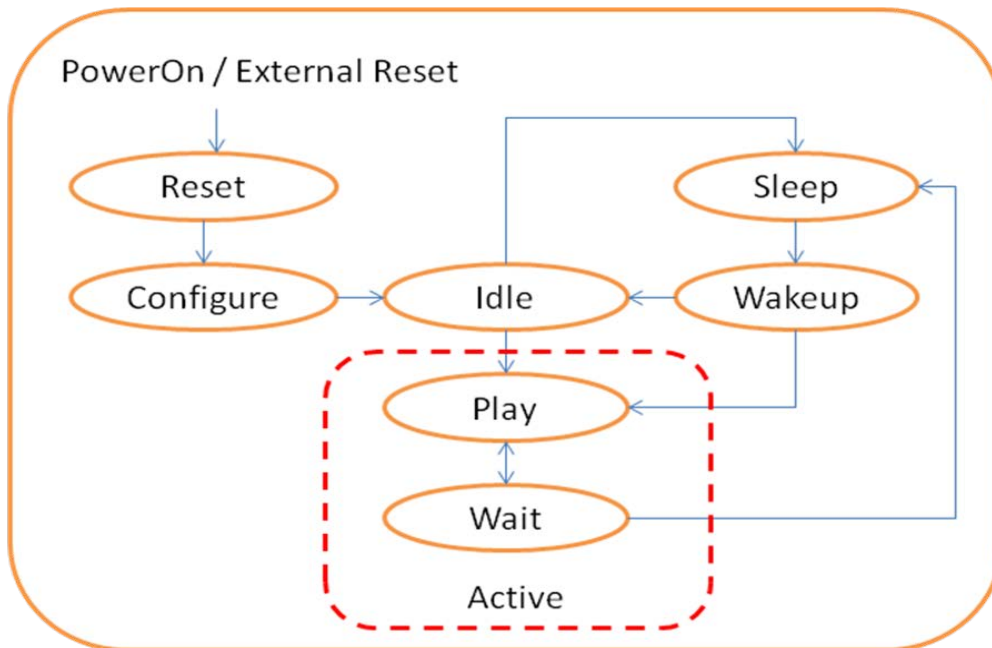 PowerOn / External Reset
Reset
Sleep
Configure
Idle
Wakeup
Play
Wait
Active